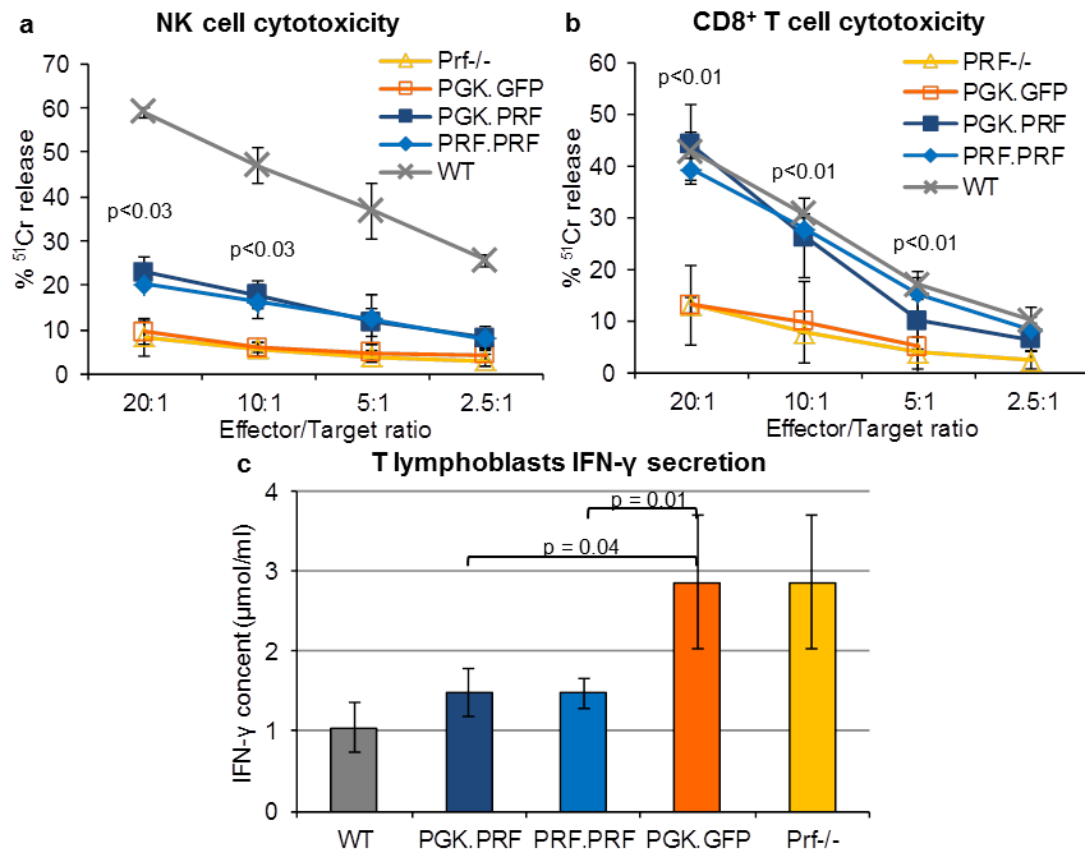 a NK cell cytotoxicity
70
60
50
40
30
20
10
0
% ⁵¹Cr release
Prf-/-
PGK.GFP
PGK.PRF
PRF.PRF
WT
p<0.03
p<0.03
20:1 10:1 5:1 2.5:1
Effector/Target ratio
b CD8⁺ T cell cytotoxicity
60
50
40
30
20
10
0
% ⁵¹Cr release
PRF-/-
PGK.GFP
PGK.PRF
PRF.PRF
WT
p<0.01
p<0.01
p<0.01
20:1 10:1 5:1 2.5:1
Effector/Target ratio
c T lymphoblasts IFN-γ secretion
4
3
2
1
0
IFN-γ concent (μmol/ml)
p = 0.01
p = 0.04
WT PGK.PRF PRF.PRF PGK.GFP Prf-/-